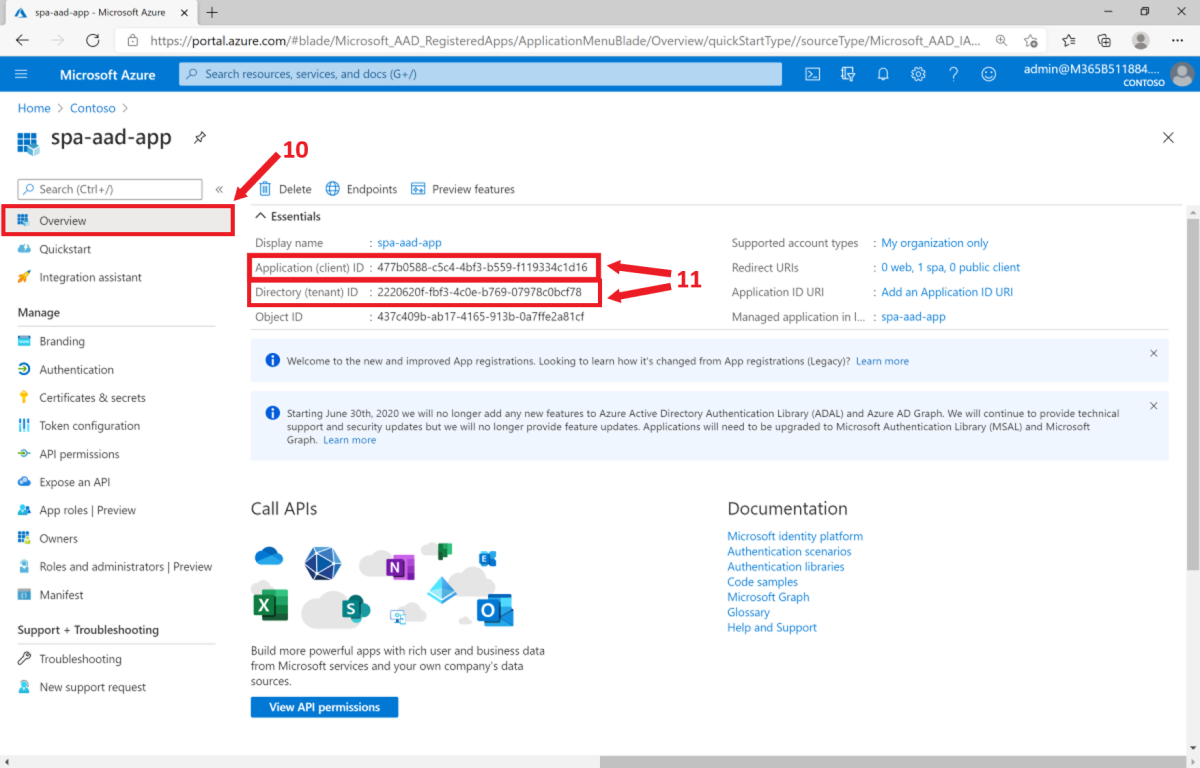 spa-aad-app - Microsoft Azure
https://portal.azure.com/#blade/Microsoft_AAD_RegisteredApps/ApplicationMenuBlade/Overview/quickStartType//sourceType/Microsoft_AAD_IA...
Microsoft Azure
Search resources, services, and docs (G+/)
admin@M365B511884....
CONTOSO
Home > Contoso >
spa-aad-app
10
Search (Ctrl+/)
«
Delete
Endpoints
Preview features
Overview
Quickstart
Integration assistant
Manage
Branding
Authentication
Certificates & secrets
Token configuration
API permissions
Expose an API
App roles | Preview
Owners
Roles and administrators | Preview
Manifest
Support + Troubleshooting
Troubleshooting
New support request
Essentials
Display name : spa-aad-app
Application (client) ID : 477b0588-c5c4-4bf3-b559-f119334c1d16
Directory (tenant) ID : 2220620f-fbf3-4c0e-b769-07978c0bcf78
Object ID : 437c409b-ab17-4165-913b-0a7ffe2a81cf
11
Supported account types : My organization only
Redirect URIs : 0 web, 1 spa, 0 public client
Application ID URI : Add an Application ID URI
Managed application in l... : spa-aad-app
Welcome to the new and improved App registrations. Looking to learn how it's changed from App registrations (Legacy)? Learn more
Starting June 30th, 2020 we will no longer add any new features to Azure Active Directory Authentication Library (ADAL) and Azure AD Graph. We will continue to provide technical
support and security updates but we will no longer provide feature updates. Applications will need to be upgraded to Microsoft Authentication Library (MSAL) and Microsoft
Graph. Learn more
Call APIs
N
E
X
S
O
Build more powerful apps with rich user and business data
from Microsoft services and your own company's data
sources.
View API permissions
Documentation
Microsoft identity platform
Authentication scenarios
Authentication libraries
Code samples
Microsoft Graph
Glossary
Help and Support